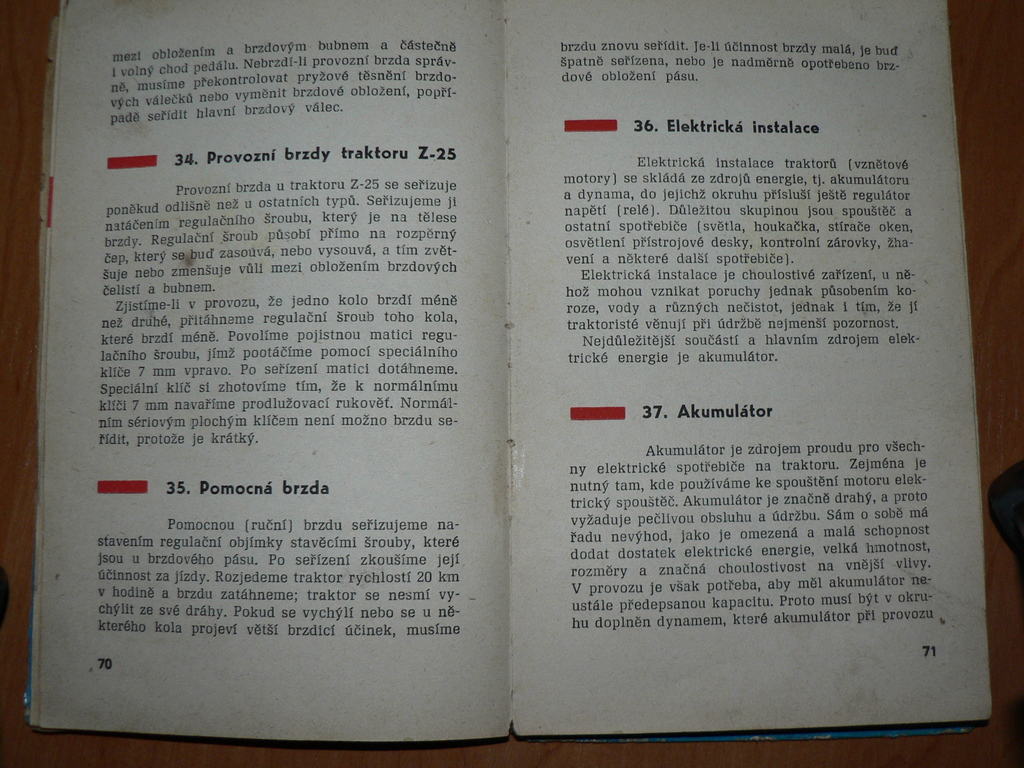 mezi obložením a brzdovým bubnem a částečně
i volný chod pedálu. Nebrzdí-li provozní brzda správ-
ně, musíme překontrolovat pryžové těsnění brzdo-
vých válečků nebo vyměnit brzdové obložení, popří-
padě seřídit hlavní brzdový válec.
34. Provozní brzdy traktoru Z-25
Provozní brzda u traktoru Z-25 se seřizuje
poněkud odlišně než u ostatních typů. Seřizujeme ji
natáčením regulačního šroubu, který je na tělese
brzdy. Regulační šroub působí přímo na rozpěrný
čep, který se buď zasouvá, nebo vysouvá, a tím zvět-
šuje nebo zmenšuje vůli mezi obložením brzdových
čelistí a bubnem.
Zjistíme-li v provozu, že jedno kolo brzdí méně
než druhé, přitáhneme regulační šroub toho kola,
které brzdí méně. Povolíme pojistnou matici regu-
lačního šroubu, jímž pootáčíme pomocí speciálního
klíče 7 mm vpravo. Po seřízení matici dotáhneme.
Speciální klíč si zhotovíme tím, že k normálnímu
klíči 7 mm navaříme prodlužovací rukověť. Normál-
ním sériovým plochým klíčem není možno brzdu se-
řídit, protože je krátký.
35. Pomocná brzda
Pomocnou (ruční) brzdu seřizujeme na-
stavením regulační objímky stavěcími šrouby, které
jsou u brzdového pásu. Po seřízení zkoušíme její
účinnost za jízdy. Rozjedeme traktor rychlostí 20 km
v hodině a brzdu zatáhneme; traktor se nesmí vy-
chýlit ze své dráhy. Pokud se vychýlí nebo se u ně-
kterého kola projeví větší brzdicí účinek, musíme
70
brzdu znovu seřídit. Je-li účinnost brzdy malá, je buď
špatně seřízena, nebo je nadměrně opotřebeno brz-
dové obložení pásu.
36. Elektrická instalace
Elektrická instalace traktorů (vznětové
motory) se skládá ze zdrojů energie, tj. akumulátoru
a dynama, do jejichž okruhu přísluší ještě regulátor
napětí (relé). Důležitou skupinou jsou spouštěč a
ostatní spotřebiče (světla, houkačka, stírače oken,
osvětlení přístrojové desky, kontrolní žárovky, žha-
vení a některé další spotřebiče).
Elektrická instalace je choulostivé zařízení, u ně-
hož mohou vznikat poruchy jednak působením ko-
roze, vody a různých nečistot, jednak i tím, že jí
traktoristé věnují při údržbě nejmenší pozornost.
Nejdůležitější součástí a hlavním zdrojem elek-
trické energie je akumulátor.
37. Akumulátor
Akumulátor je zdrojem proudu pro všech-
ny elektrické spotřebiče na traktoru. Zejména je
nutný tam, kde používáme ke spouštění motoru elek-
trický spouštěč. Akumulátor je značně drahý, a proto
vyžaduje pečlivou obsluhu a údržbu. Sám o sobě má
řadu nevýhod, jako je omezená a malá schopnost
dodat dostatek elektrické energie, velká hmotnost,
rozměry a značná choulostivost na vnější vlivy.
V provozu je však potřeba, aby měl akumulátor ne-
ustále předepsanou kapacitu. Proto musí být v okru-
hu doplněn dynamem, které akumulátor při provozu
71